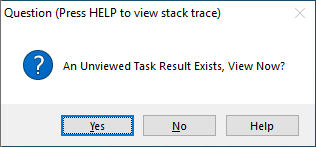 Question (Press HELP to view stack trace)
An Unviewed Task Result Exists, View Now?
Yes
No
Help